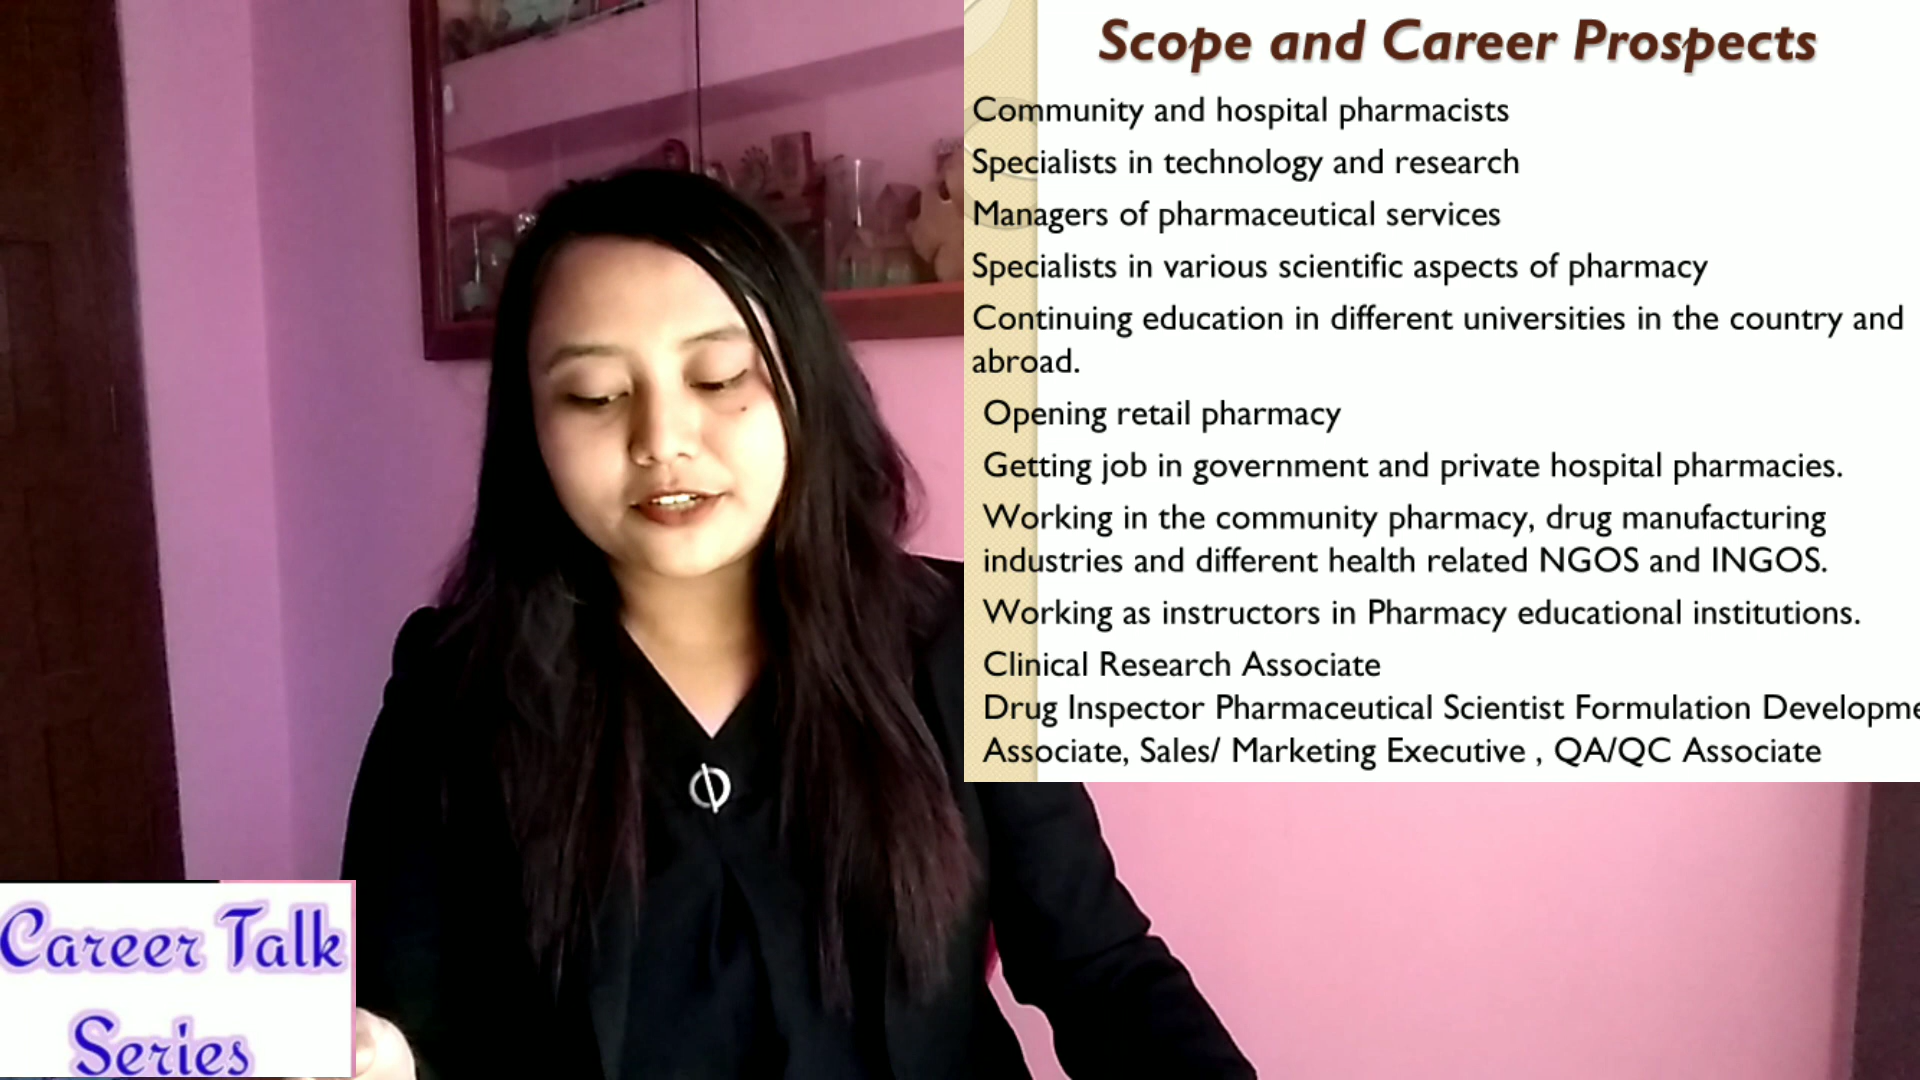 Scope and Career Prospects
Community and hospital pharmacists
Specialists in technology and research
Managers of pharmaceutical services
Specialists in various scientific aspects of pharmacy
Continuing education in different universities in the country and
abroad.
Opening retail pharmacy
Getting job in government and private hospital pharmacies.
Working in the community pharmacy, drug manufacturing
industries and different health related NGOS and INGOS.
Working as instructors in Pharmacy educational institutions.
Clinical Research Associate
Drug Inspector Pharmaceutical Scientist Formulation Developme
Associate, Sales/ Marketing Executive , QA/QC Associate
Career Talk
Series